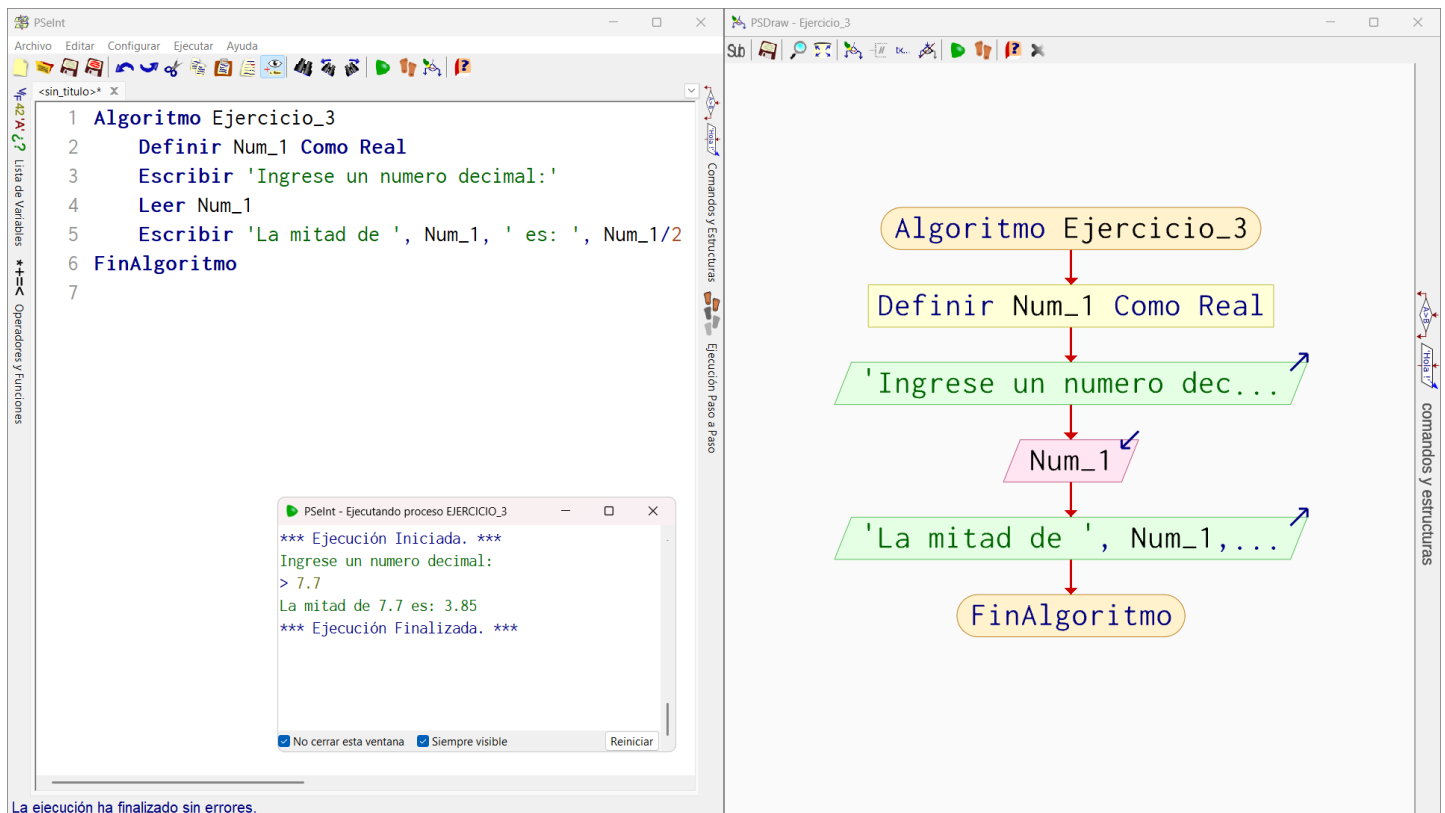 PSeInt
Archivo Editar Configurar Ejecutar Ayuda
<sin_titulo>* X
42 'A' ¿?
Lista de Variables
*+=<
Operadores y Funciones
1 Algoritmo Ejercicio_3
2 Definir Num_1 Como Real
3 Escribir 'Ingrese un numero decimal:'
4 Leer Num_1
5 Escribir 'La mitad de ', Num_1, ' es: ', Num_1/2
6 FinAlgoritmo
7
A>B
'Hola !'
Comandos y Estructuras
Ejecución Paso a Paso
PSeInt - Ejecutando proceso EJERCICIO_3
*** Ejecución Iniciada. ***
Ingrese un numero decimal:
> 7.7
La mitad de 7.7 es: 3.85
*** Ejecución Finalizada. ***
No cerrar esta ventana
Siempre visible
Reiniciar
La ejecución ha finalizado sin errores.
PSDraw - Ejercicio_3
Sub
Algoritmo Ejercicio_3
Definir Num_1 Como Real
'Ingrese un numero dec...
Num_1
'La mitad de ', Num_1,...
FinAlgoritmo
A>B
'Hola !'
comandos y estructuras